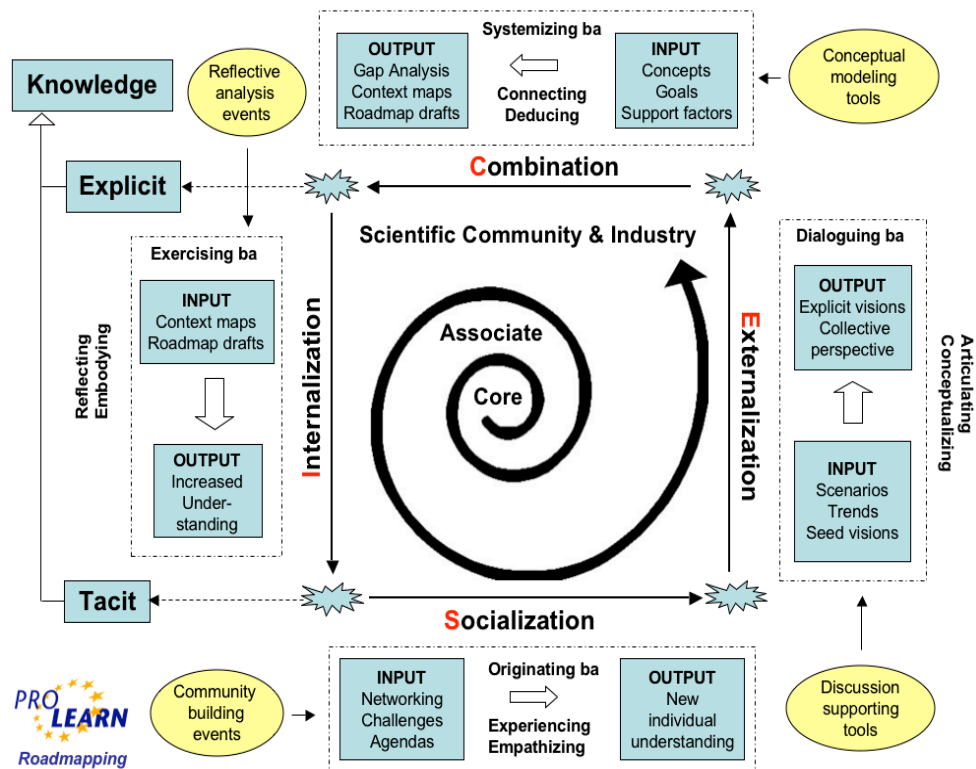 Knowledge
Explicit
Tacit
Reflective
analysis
events
Systemizing ba
OUTPUT
Gap Analysis
Context maps
Roadmap drafts
Connecting
Deducing
INPUT
Concepts
Goals
Support factors
Conceptual
modeling
tools
Combination
Scientific Community & Industry
Associate
Core
Internalization
Externalization
Socialization
Exercising ba
INPUT
Context maps
Roadmap drafts
OUTPUT
Increased
Under-
standing
Reflecting
Embodying
Dialoguing ba
OUTPUT
Explicit visions
Collective
perspective
INPUT
Scenarios
Trends
Seed visions
Articulating
Conceptualizing
PRO
LEARN
Roadmapping
Community
building
events
INPUT
Networking
Challenges
Agendas
Originating ba
Experiencing
Empathizing
OUTPUT
New
individual
understanding
Discussion
supporting
tools